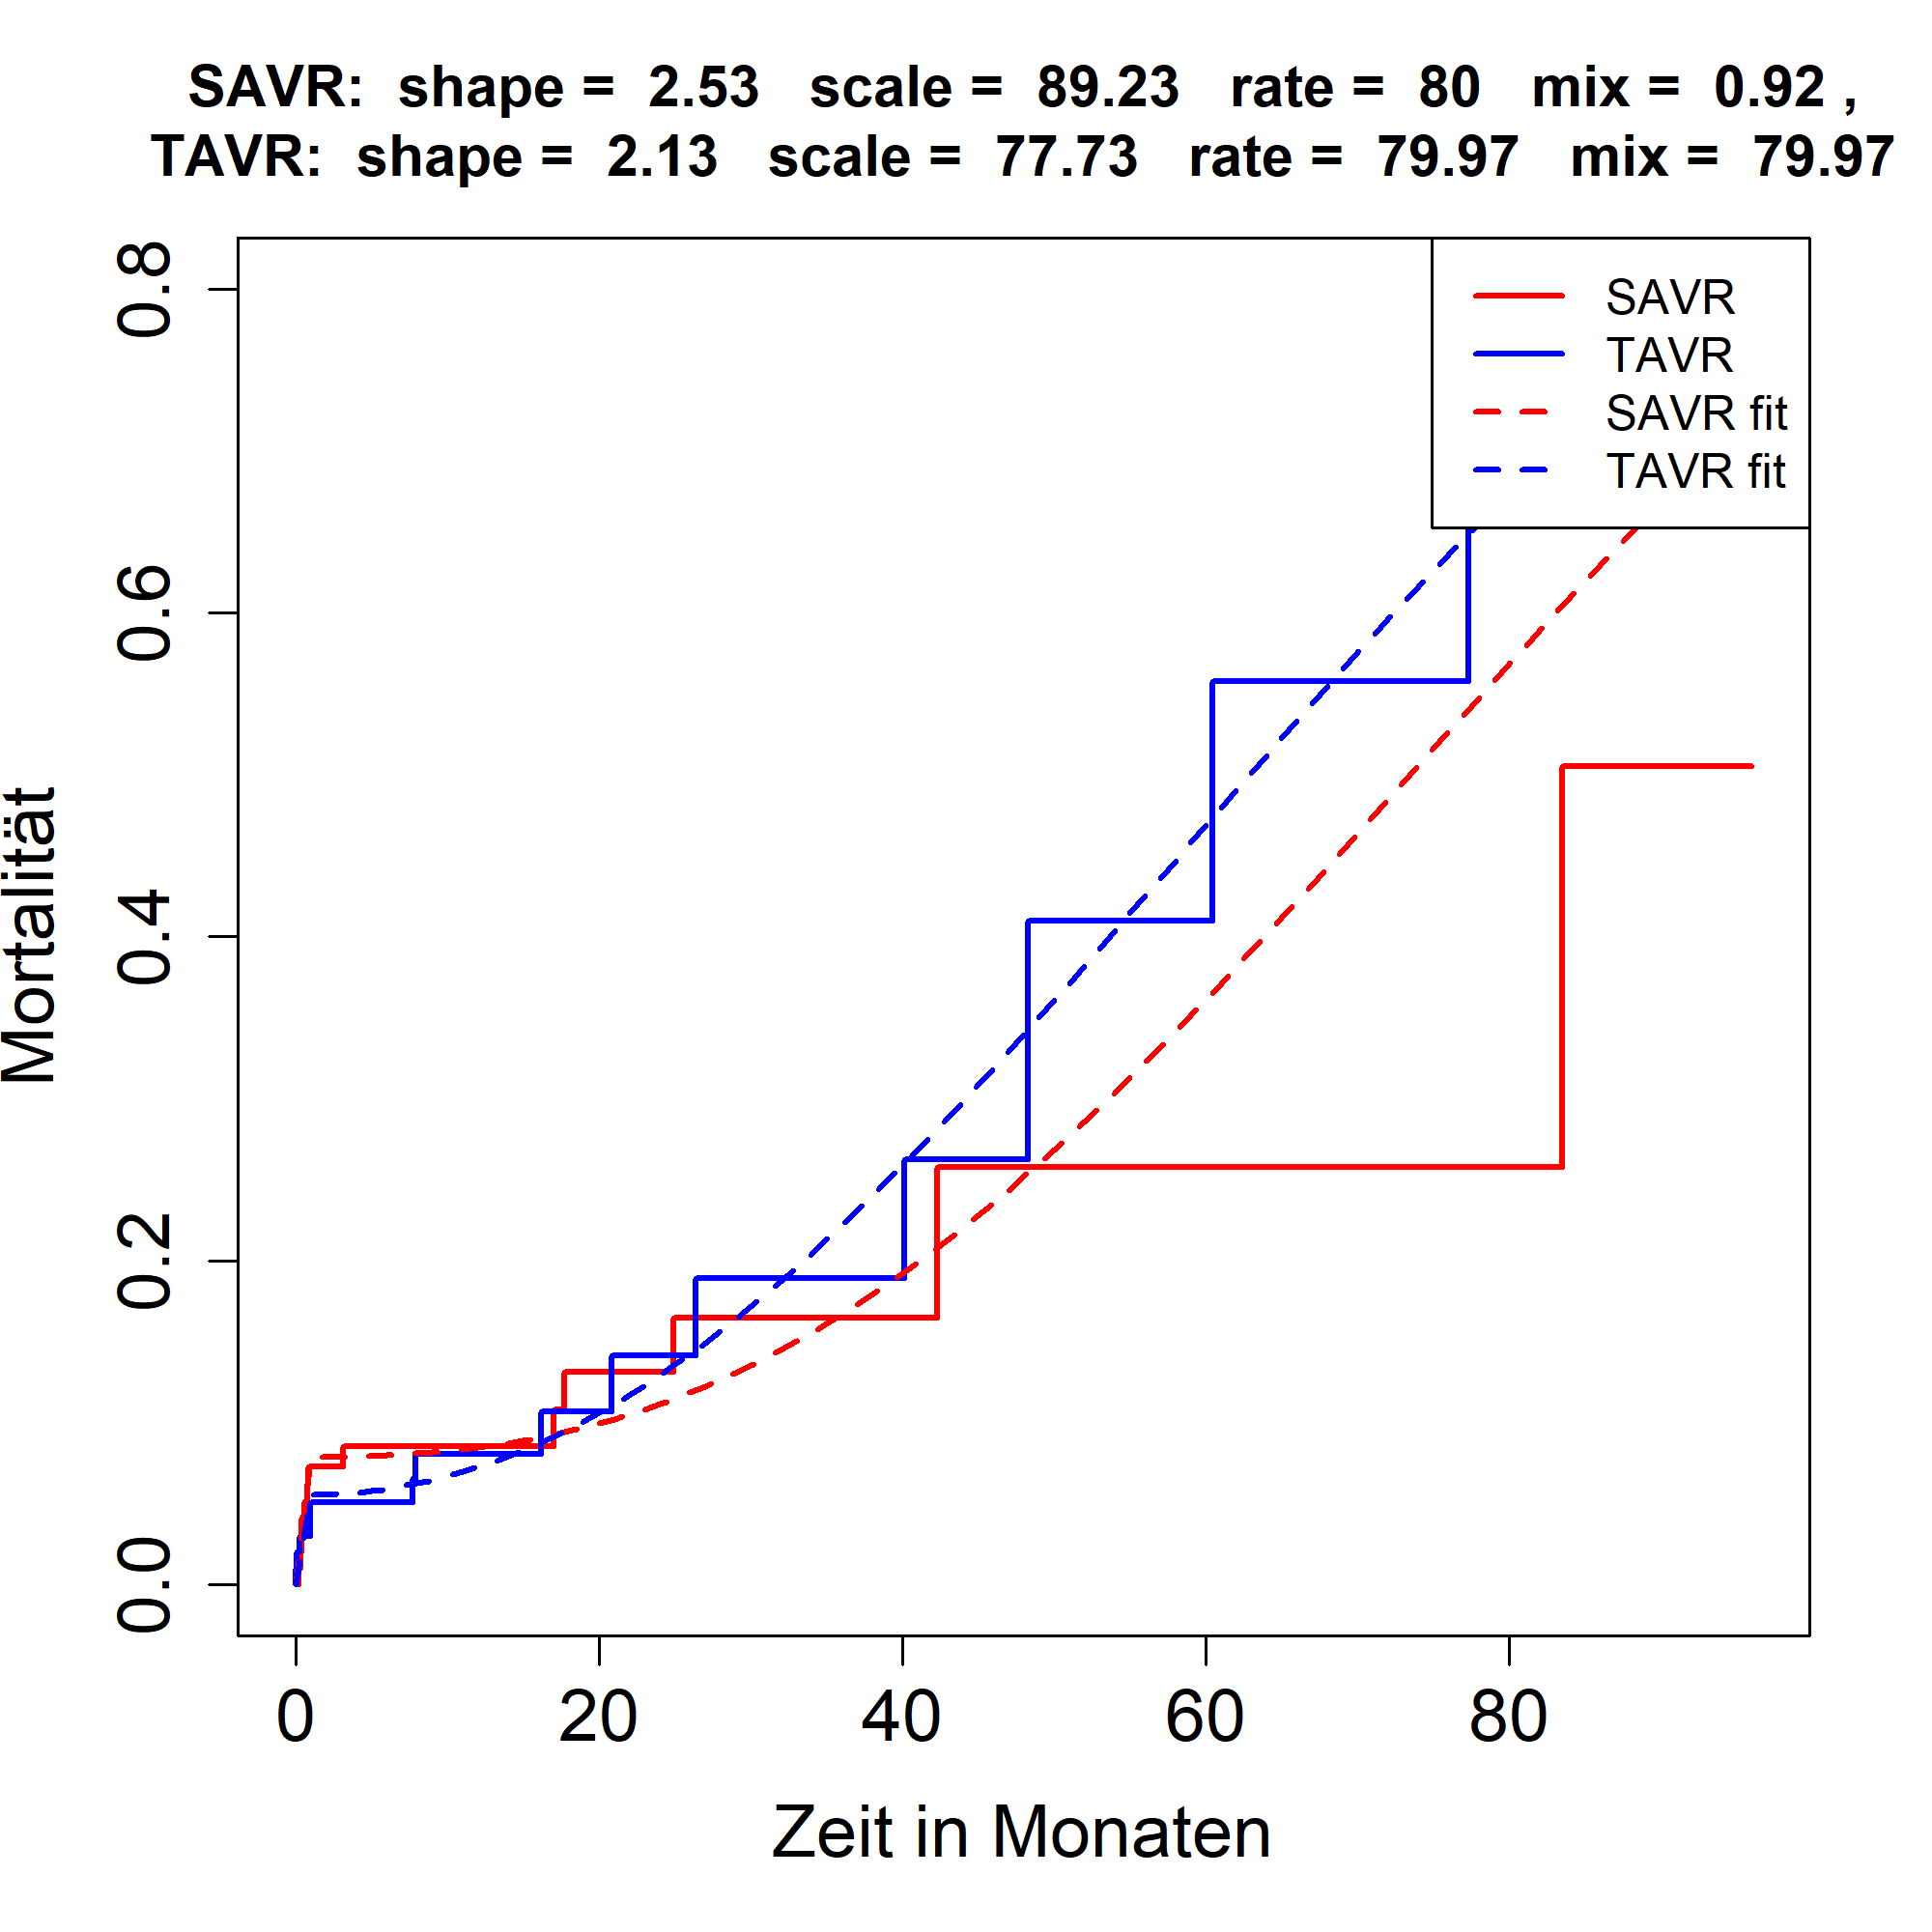 SAVR: shape = 2.53 scale = 89.23 rate = 80 mix = 0.92 ,
TAVR: shape = 2.13 scale = 77.73 rate = 79.97 mix = 79.97
SAVR
TAVR
SAVR fit
TAVR fit
Mortalität
0.8
0.6
0.4
0.2
0.0
0 20 40 60 80
Zeit in Monaten